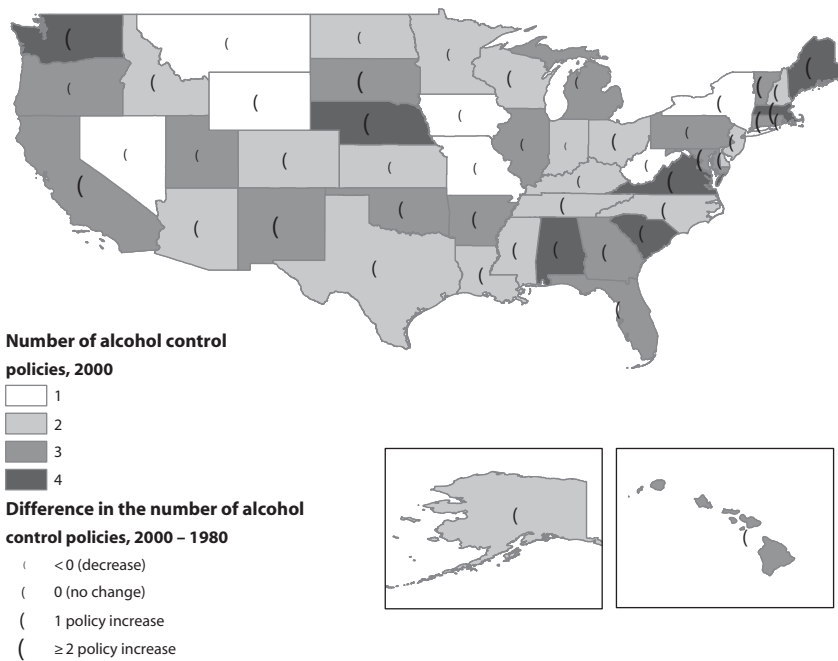 Number of alcohol control
policies, 2000
1
2
3
4
Difference in the number of alcohol
control policies, 2000 – 1980
< 0 (decrease)
0 (no change)
1 policy increase
≥ 2 policy increase